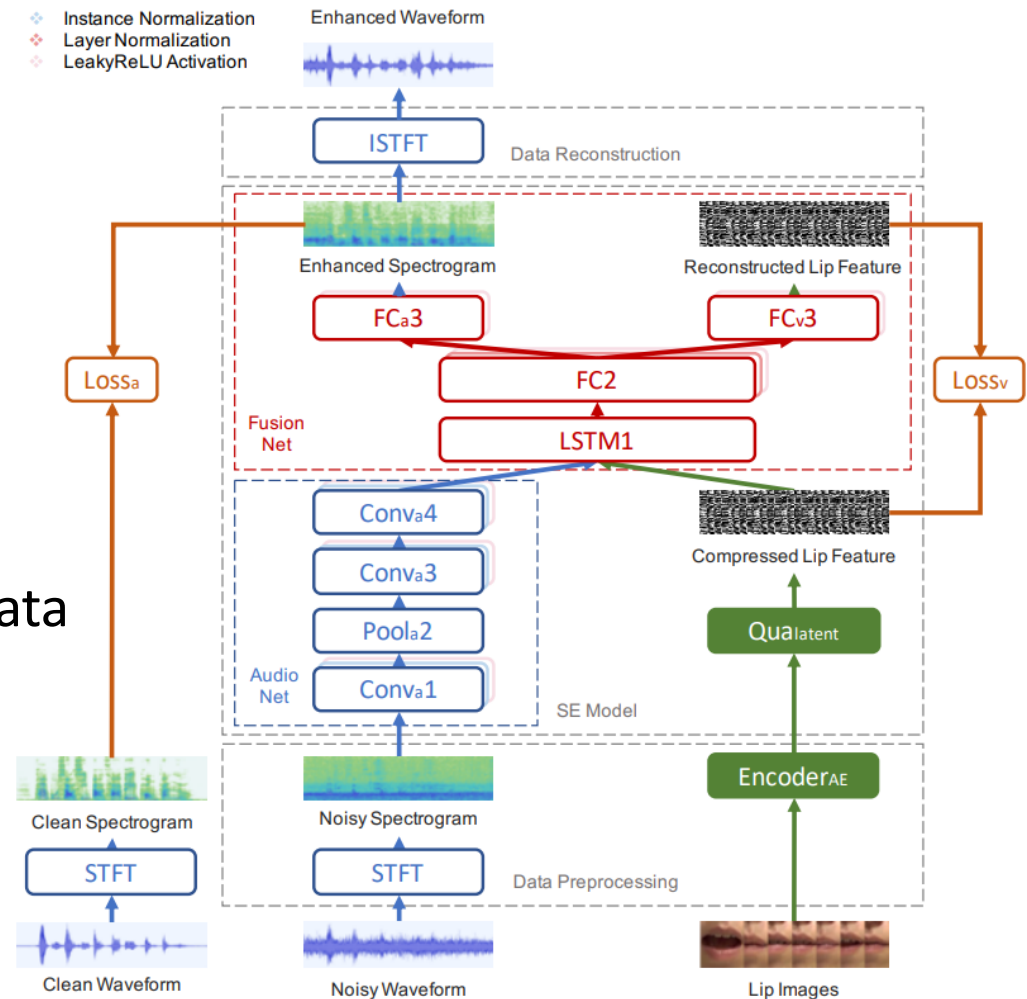 Instance Normalization
Layer Normalization
LeakyReLU Activation
Enhanced Waveform
ISTFT
Data Reconstruction
Enhanced Spectrogram
Reconstructed Lip Feature
FCa3
FCv3
Lossa
FC2
Lossv
Fusion
Net
LSTM1
Conva4
Compressed Lip Feature
Conva3
ata
Poola2
Qualatent
Audio
Net
Conva1
SE Model
EncoderAE
Clean Spectrogram
Noisy Spectrogram
STFT
STFT
Data Preprocessing
Clean Waveform
Noisy Waveform
Lip Images